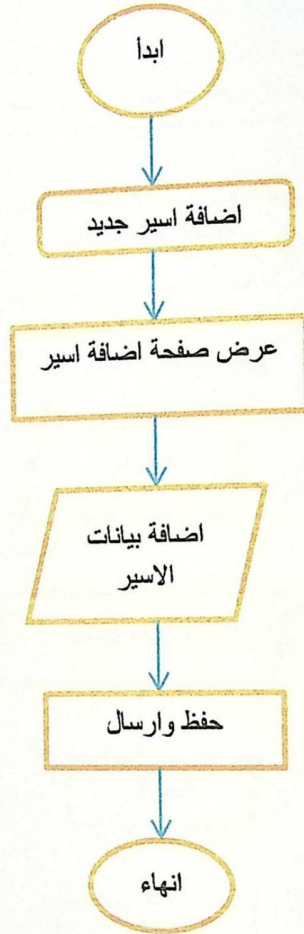 ابدأ
اضافة اسير جديد
عرض صفحة اضافة اسير
اضافة بيانات
الاسير
حفظ وارسال
انهاء